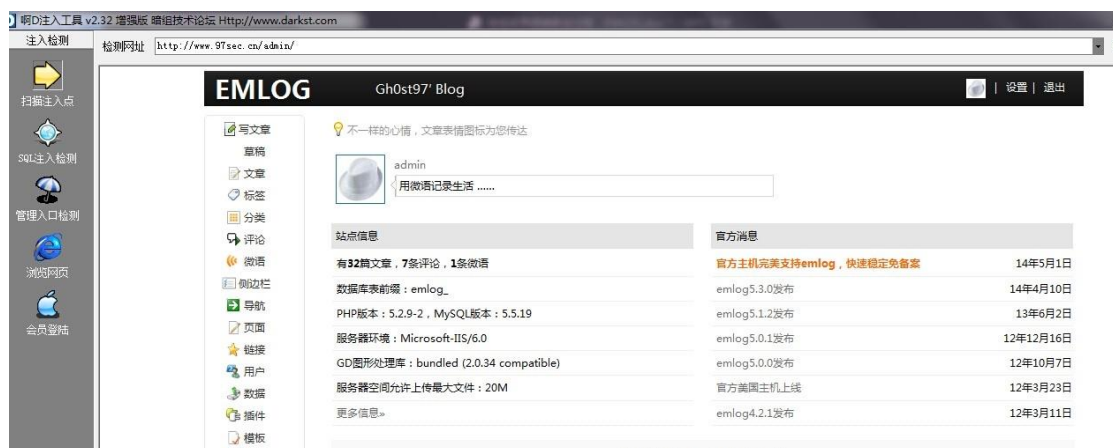 啊D注入工具 v2.32 增强版 暗组技术论坛 Http://www.darkst.com
注入检测
检测网址 http://www.97sec.cn/admin/
扫描注入点
SQL注入检测
管理入口检测
浏览网页
会员登陆
EMLOG Gh0st97' Blog | 设置 | 退出
写文章
草稿
文章
标签
分类
评论
微语
侧边栏
导航
页面
链接
用户
数据
插件
模板
不一样的心情，文章表情图标为您传达
admin
用微语记录生活 ......
站点信息
有32篇文章，7条评论，1条微语
数据库表前缀：emlog_
PHP版本：5.2.9-2，MySQL版本：5.5.19
服务器环境：Microsoft-IIS/6.0
GD图形处理库：bundled (2.0.34 compatible)
服务器空间允许上传最大文件：20M
更多信息»
官方消息
官方主机完美支持emlog，快速稳定免备案 14年5月1日
emlog5.3.0发布 14年4月10日
emlog5.1.2发布 13年6月2日
emlog5.0.1发布 12年12月16日
emlog5.0.0发布 12年10月7日
官方美国主机上线 12年3月23日
emlog4.2.1发布 12年3月11日